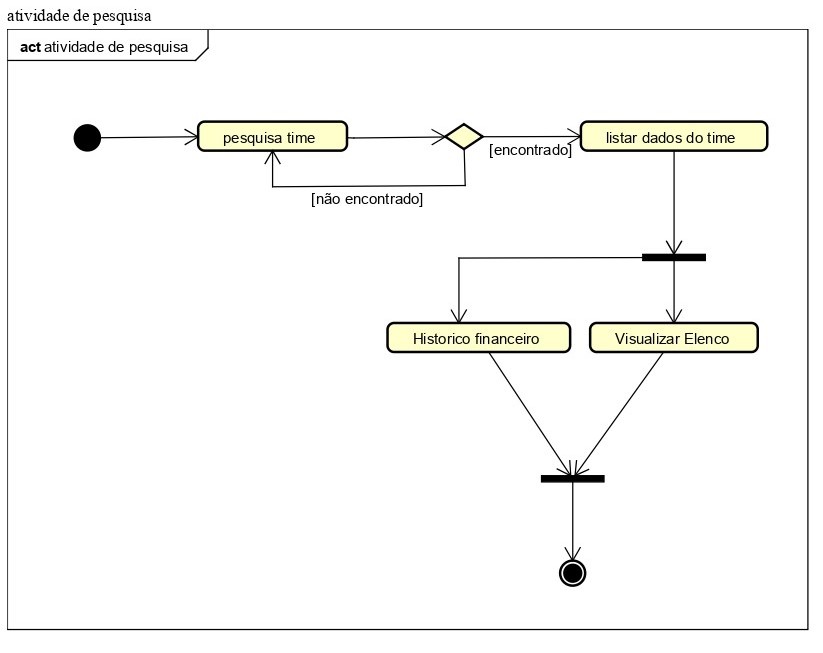 atividade de pesquisa
act atividade de pesquisa
pesquisa time
listar dados do time
[encontrado]
[não encontrado]
Historico financeiro
Visualizar Elenco